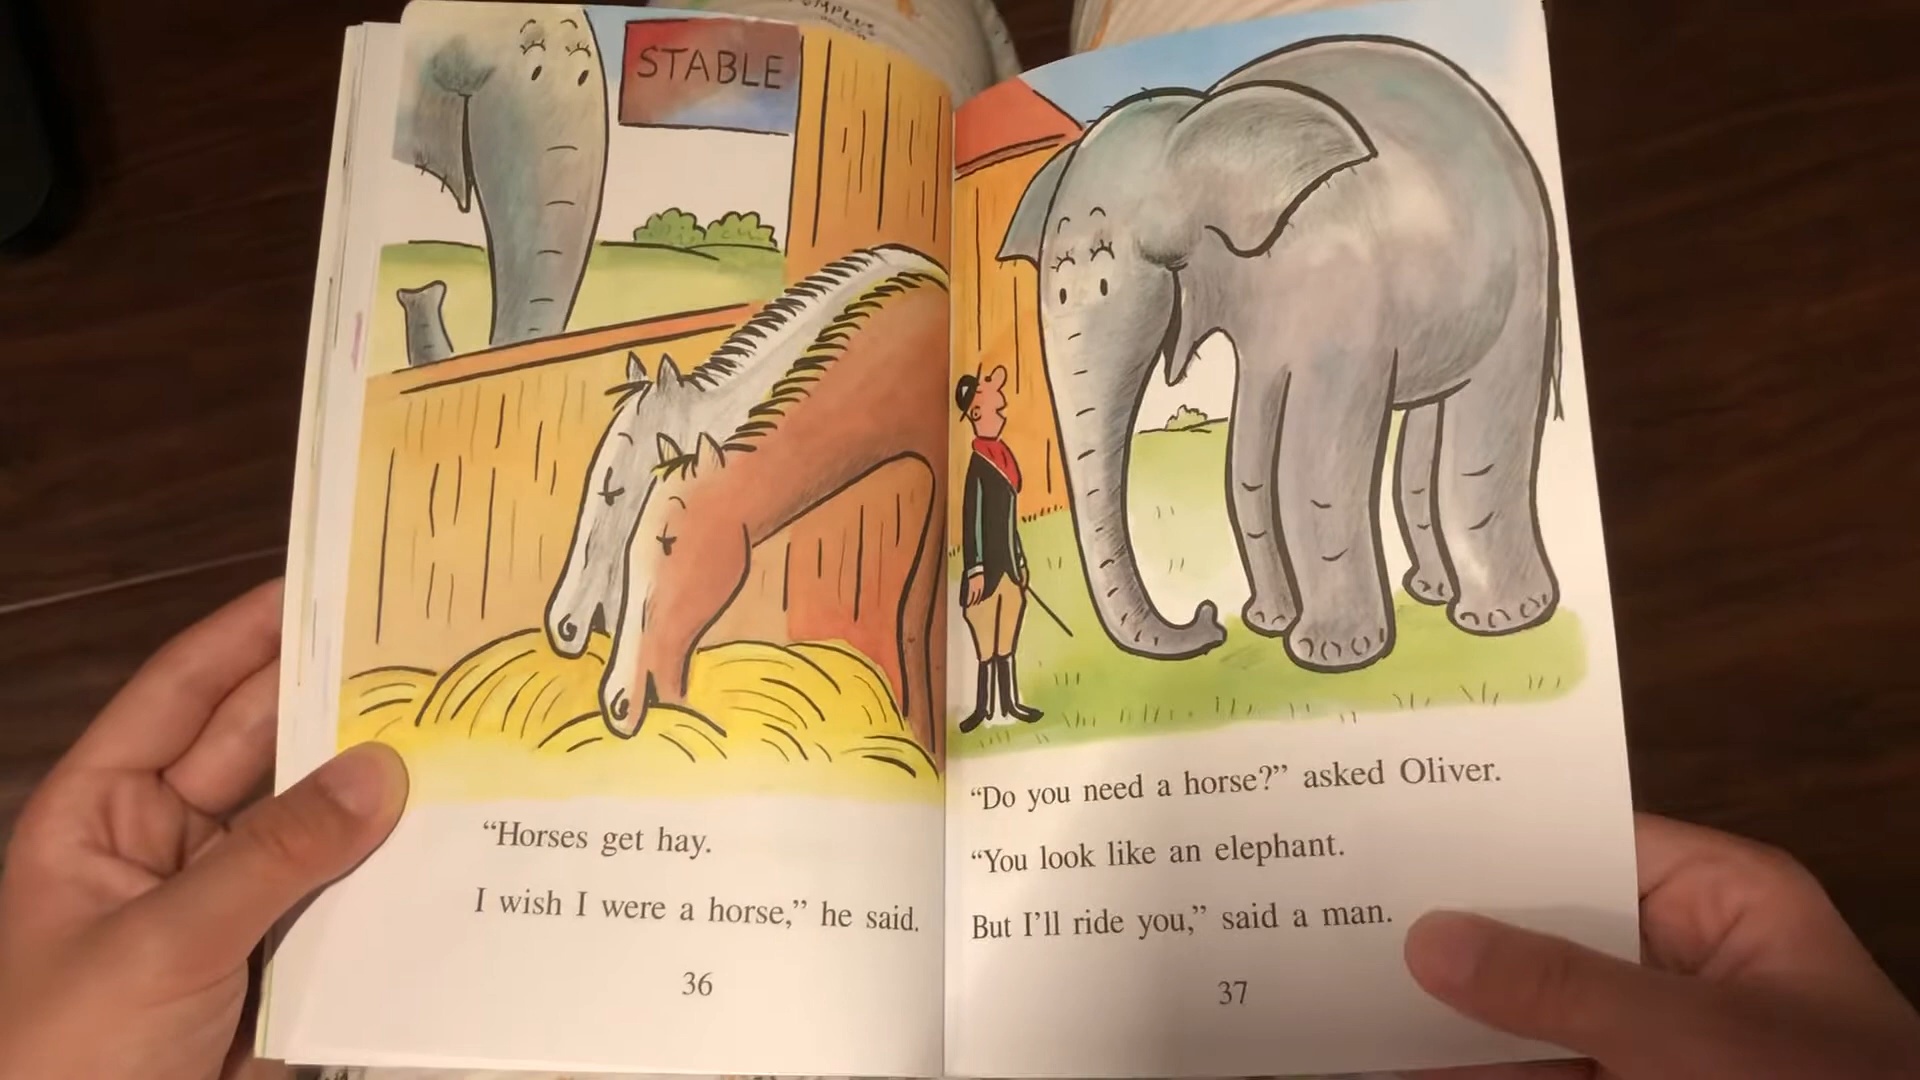 STABLE
“Horses get hay.
I wish I were a horse,” he said.
36
“Do you need a horse?” asked Oliver.
“You look like an elephant.
But I’ll ride you,” said a man.
37